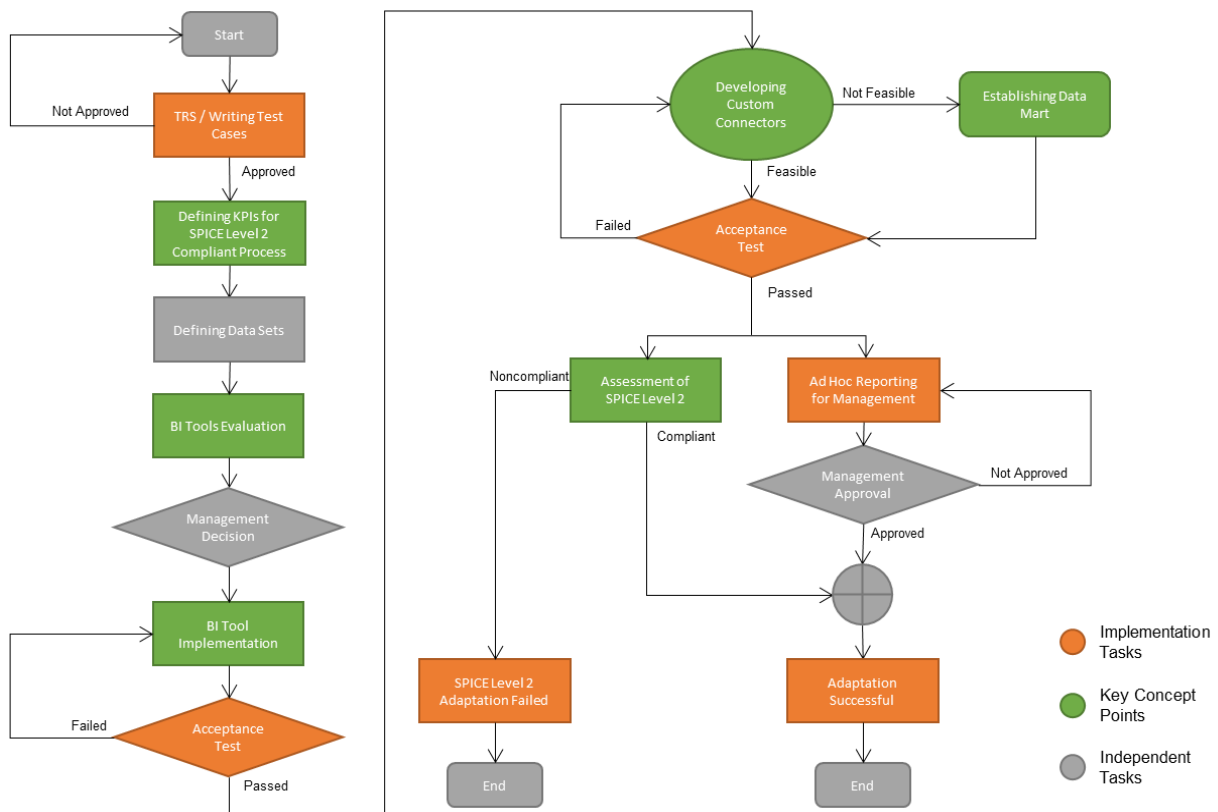 Start
Not Approved
TRS / Writing Test
Cases
Approved
Defining KPIs for
SPICE Level 2
Compliant Process
Defining Data Sets
BI Tools Evaluation
Management
Decision
BI Tool
Implementation
Failed
Acceptance
Test
Passed
Developing
Custom
Connectors
Not Feasible
Establishing Data
Mart
Feasible
Failed
Acceptance
Test
Passed
Noncompliant
Assessment of
SPICE Level 2
Compliant
Ad Hoc Reporting
for Management
Management
Approval
Not Approved
Approved
SPICE Level 2
Adaptation Failed
Adaptation
Successful
End
End
Implementation
Tasks
Key Concept
Points
Independent
Tasks